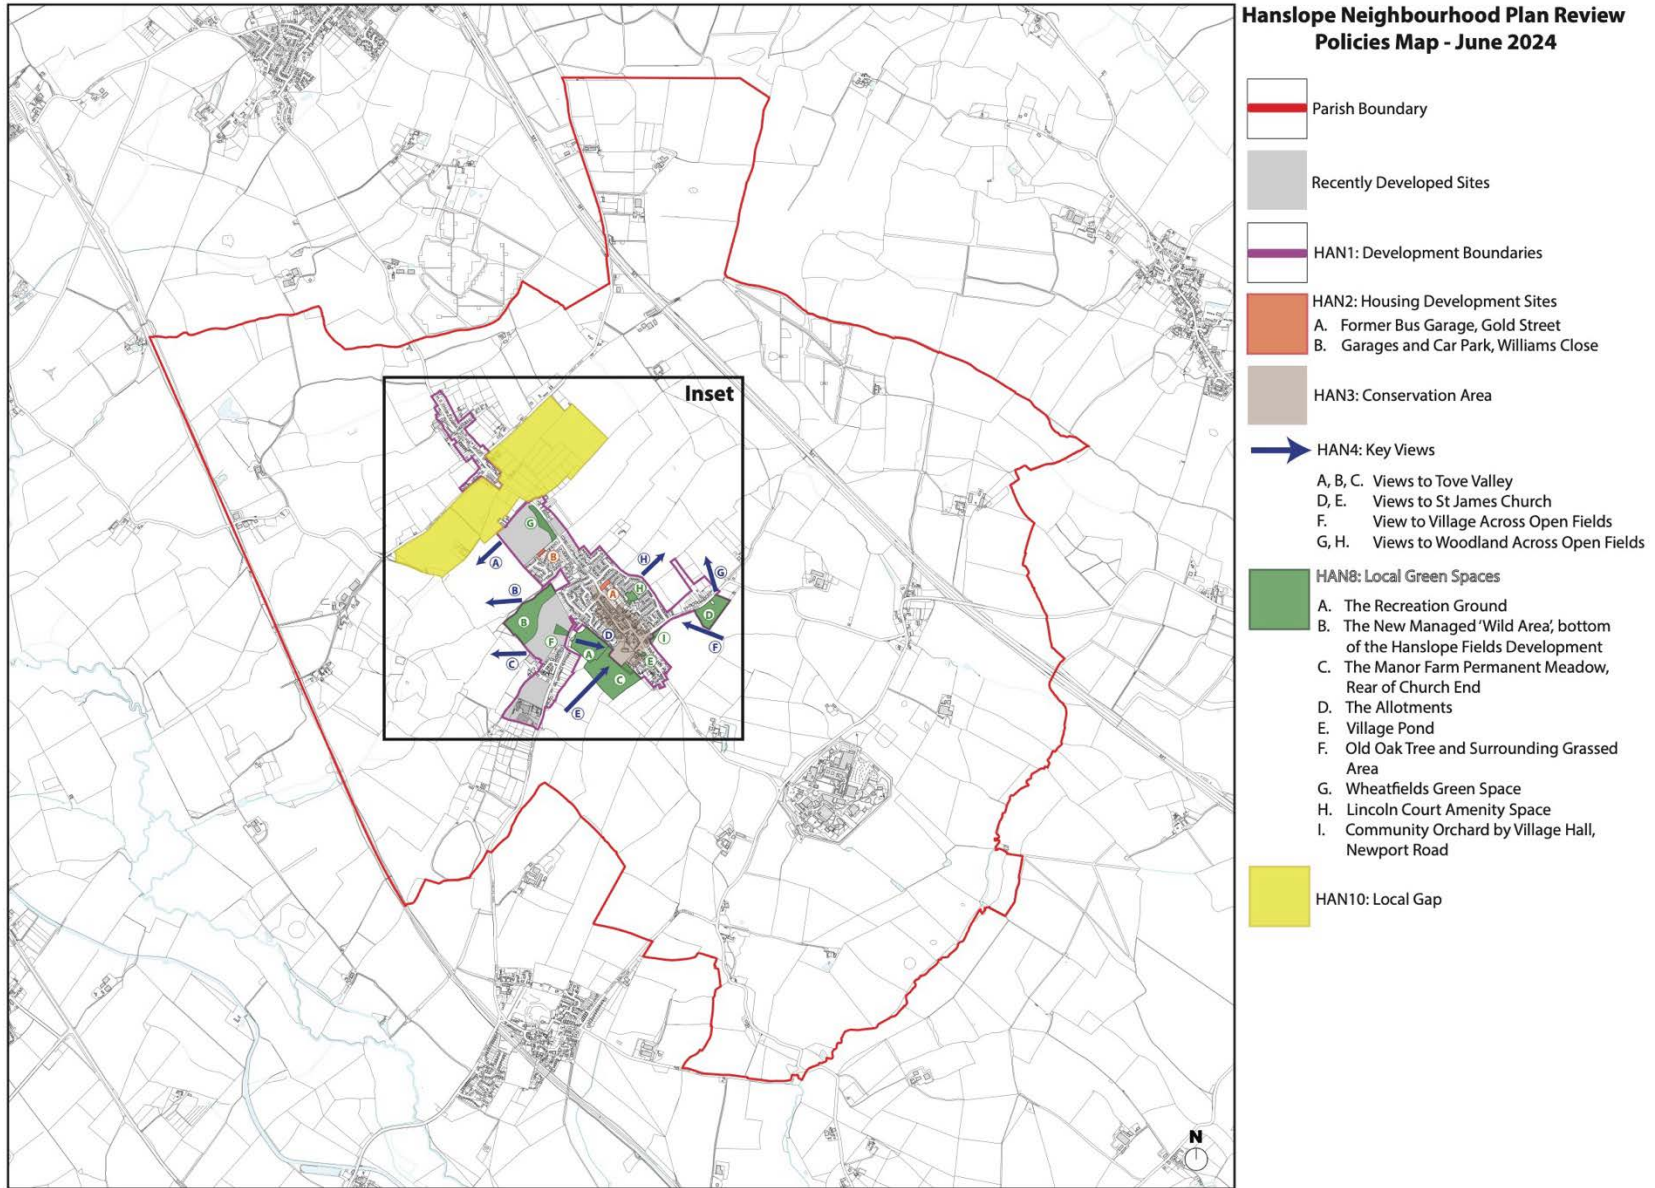 Hanslope Neighbourhood Plan Review
Policies Map - June 2024
Parish Boundary
Recently Developed Sites
HAN1: Development Boundaries
HAN2: Housing Development Sites
A. Former Bus Garage, Gold Street
B. Garages and Car Park, Williams Close
HAN3: Conservation Area
HAN4: Key Views
A, B, C. Views to Tove Valley
D, E. Views to St James Church
F. View to Village Across Open Fields
G, H. Views to Woodland Across Open Fields
HAN8: Local Green Spaces
A. The Recreation Ground
B. The New Managed ‘Wild Area’, bottom
of the Hanslope Fields Development
C. The Manor Farm Permanent Meadow,
Rear of Church End
D. The Allotments
E. Village Pond
F. Old Oak Tree and Surrounding Grassed
Area
G. Wheatfields Green Space
H. Lincoln Court Amenity Space
I. Community Orchard by Village Hall,
Newport Road
HAN10: Local Gap
Inset
G
B
A
H
G
B
A
H
D
B
D
I
F
F
C
A
E
C
E
N